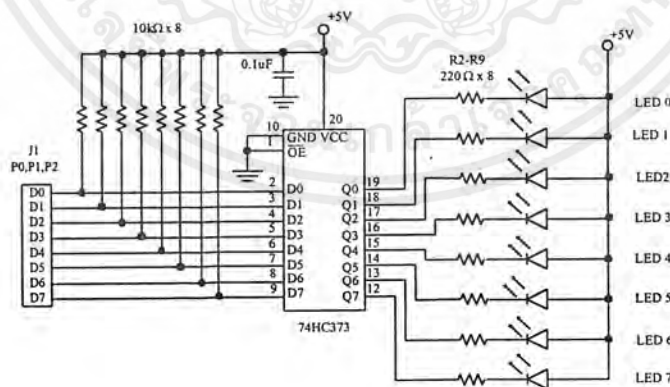 +5V
10kΩ x 8
+5V
0.1uF
R2-R9
220 Ω x 8
20
10
GND VCC
1
OE
J1
P0,P1,P2
D0
D1
D2
D3
D4
D5
D6
D7
2
3
4
5
6
7
8
9
D0
D1
D2
D3
D4
D5
D6
D7
Q0
Q1
Q2
Q3
Q4
Q5
Q6
Q7
19
18
17
16
15
14
13
12
74HC373
LED 0
LED 1
LED2
LED 3
LED 4
LED 5
LED 6
LED 7